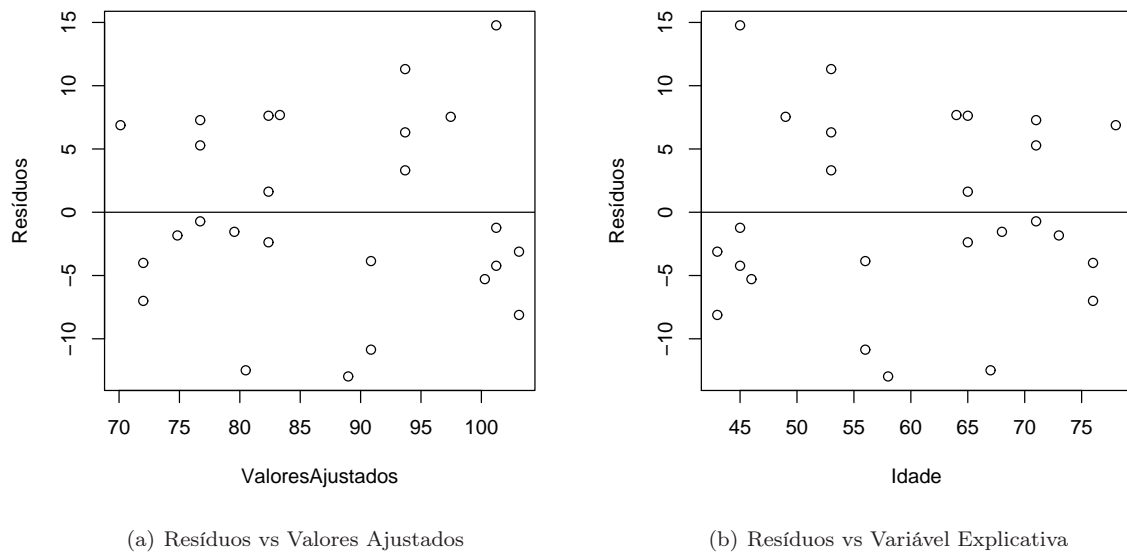 15
10
5
0
−5
−10
Resíduos
70 75 80 85 90 95 100
ValoresAjustados
(a) Resíduos vs Valores Ajustados
15
10
5
0
−5
−10
Resíduos
45 50 55 60 65 70 75
Idade
(b) Resíduos vs Variável Explicativa